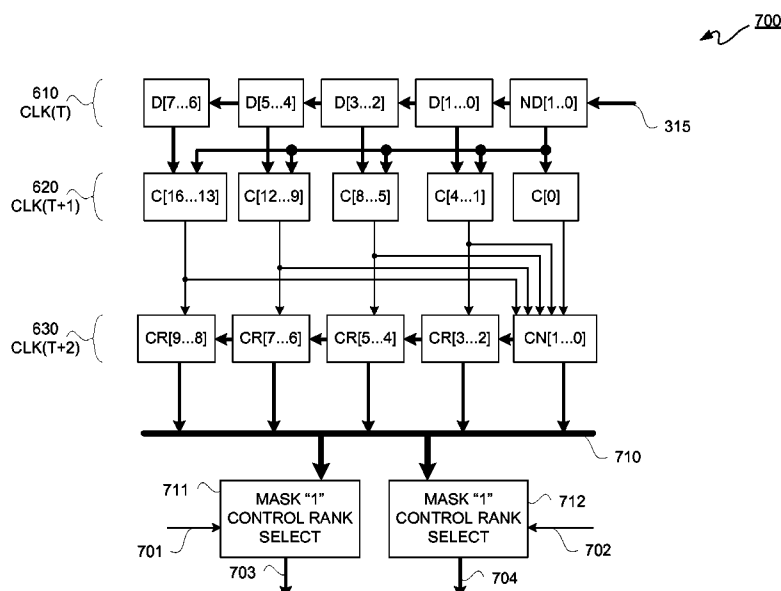 700
610
CLK(T)
D[7...6]
D[5...4]
D[3...2]
D[1...0]
ND[1...0]
315
620
CLK(T+1)
C[16...13]
C[12...9]
C[8...5]
C[4...1]
C[0]
630
CLK(T+2)
CR[9...8]
CR[7...6]
CR[5...4]
CR[3...2]
CN[1...0]
710
711
MASK “1”
CONTROL RANK
SELECT
MASK “1”
CONTROL RANK
SELECT
712
701
702
703
704